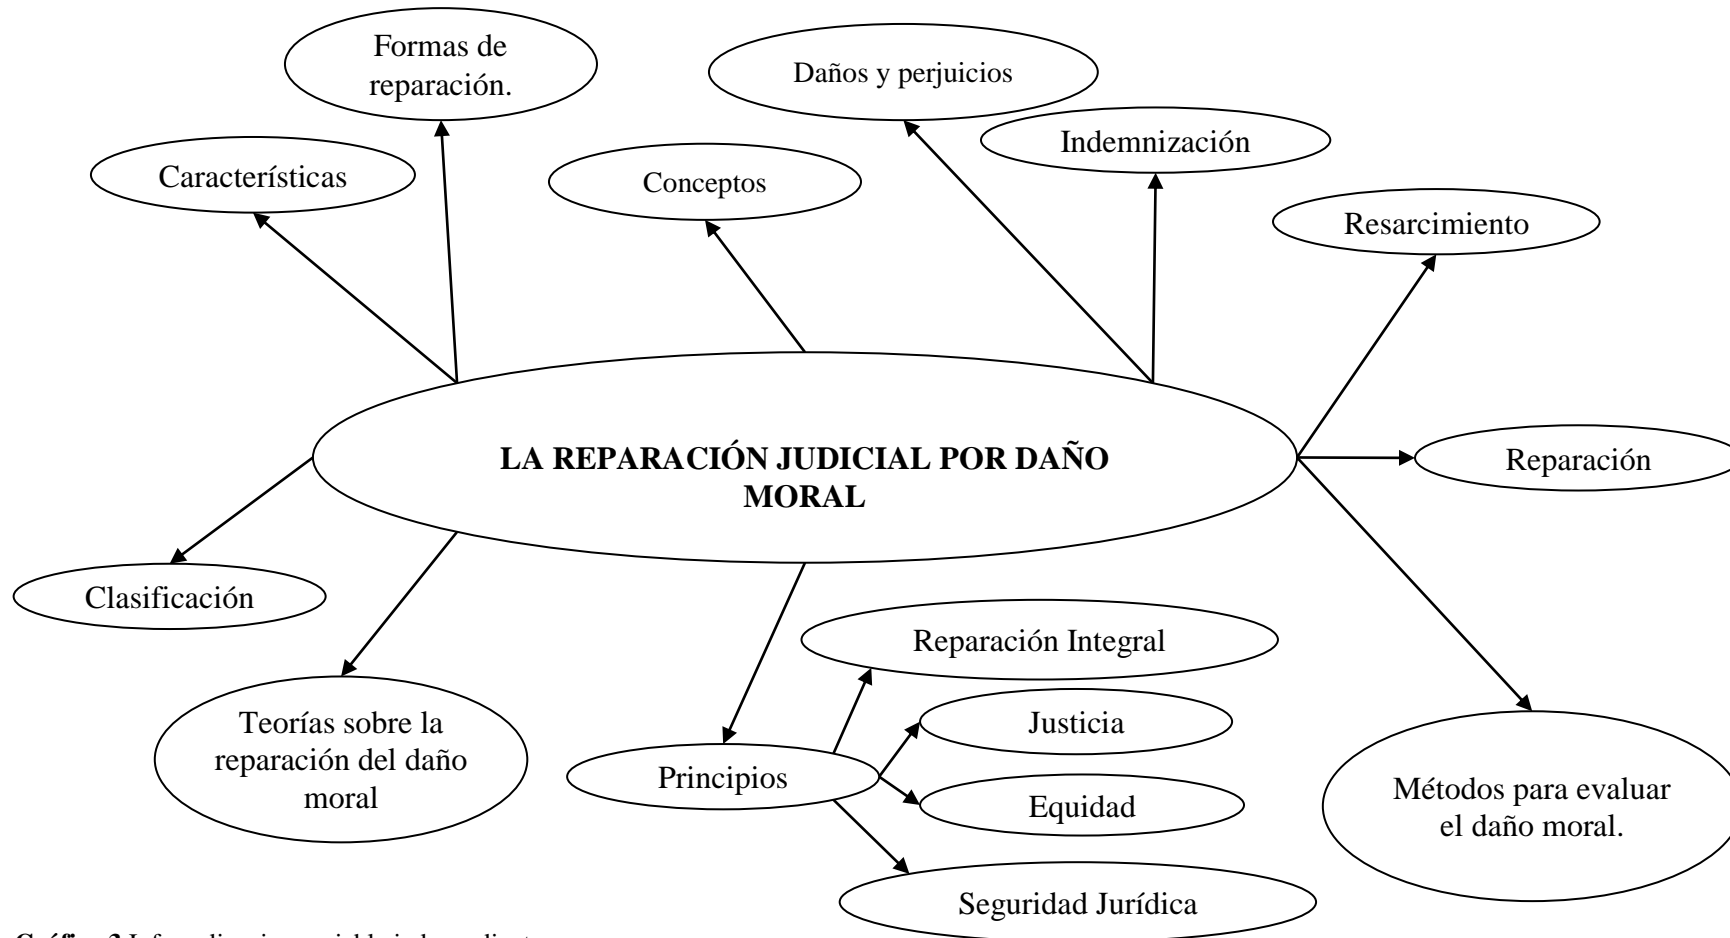 Formas de
reparación.
Daños y perjuicios
Indemnización
Características
Conceptos
Resarcimiento
LA REPARACIÓN JUDICIAL POR DAÑO
MORAL
Reparación
Clasificación
Reparación Integral
Teorías sobre la
reparación del daño
moral
Justicia
Principios
Equidad
Métodos para evaluar
el daño moral.
Seguridad Jurídica